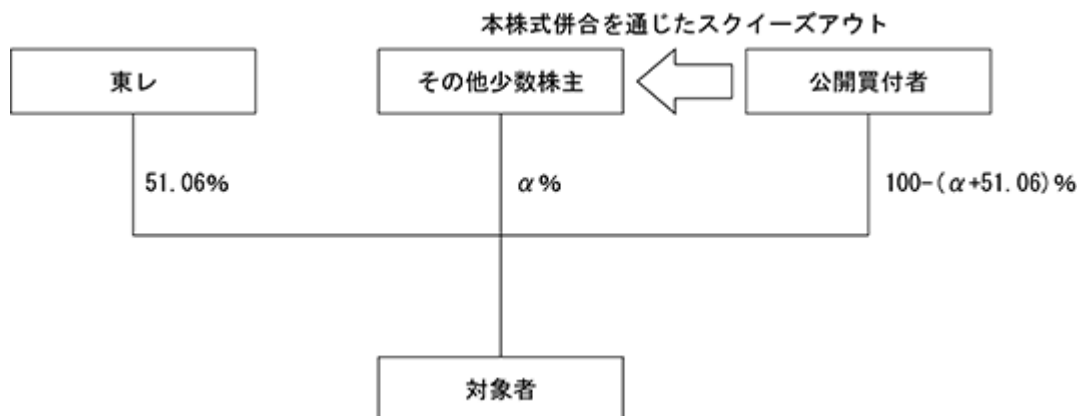 本株式併合を通じたスクイーズアウト
東レ
その他少数株主
公開買付者
51.06%
α%
100-(α+51.06)%
対象者